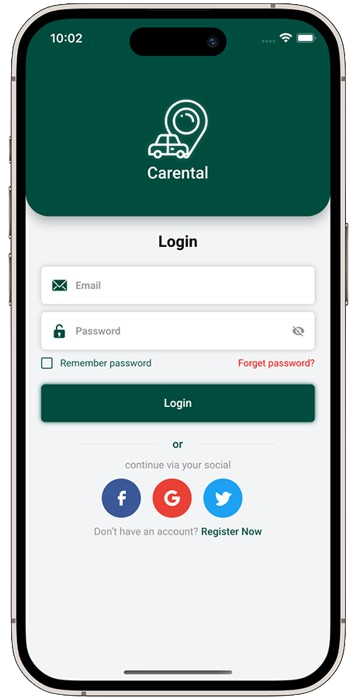 10:02
Carental
Login
Email
Password
Remember password Forget password?
Login
or
continue via your social
f G
Don't have an account? Register Now